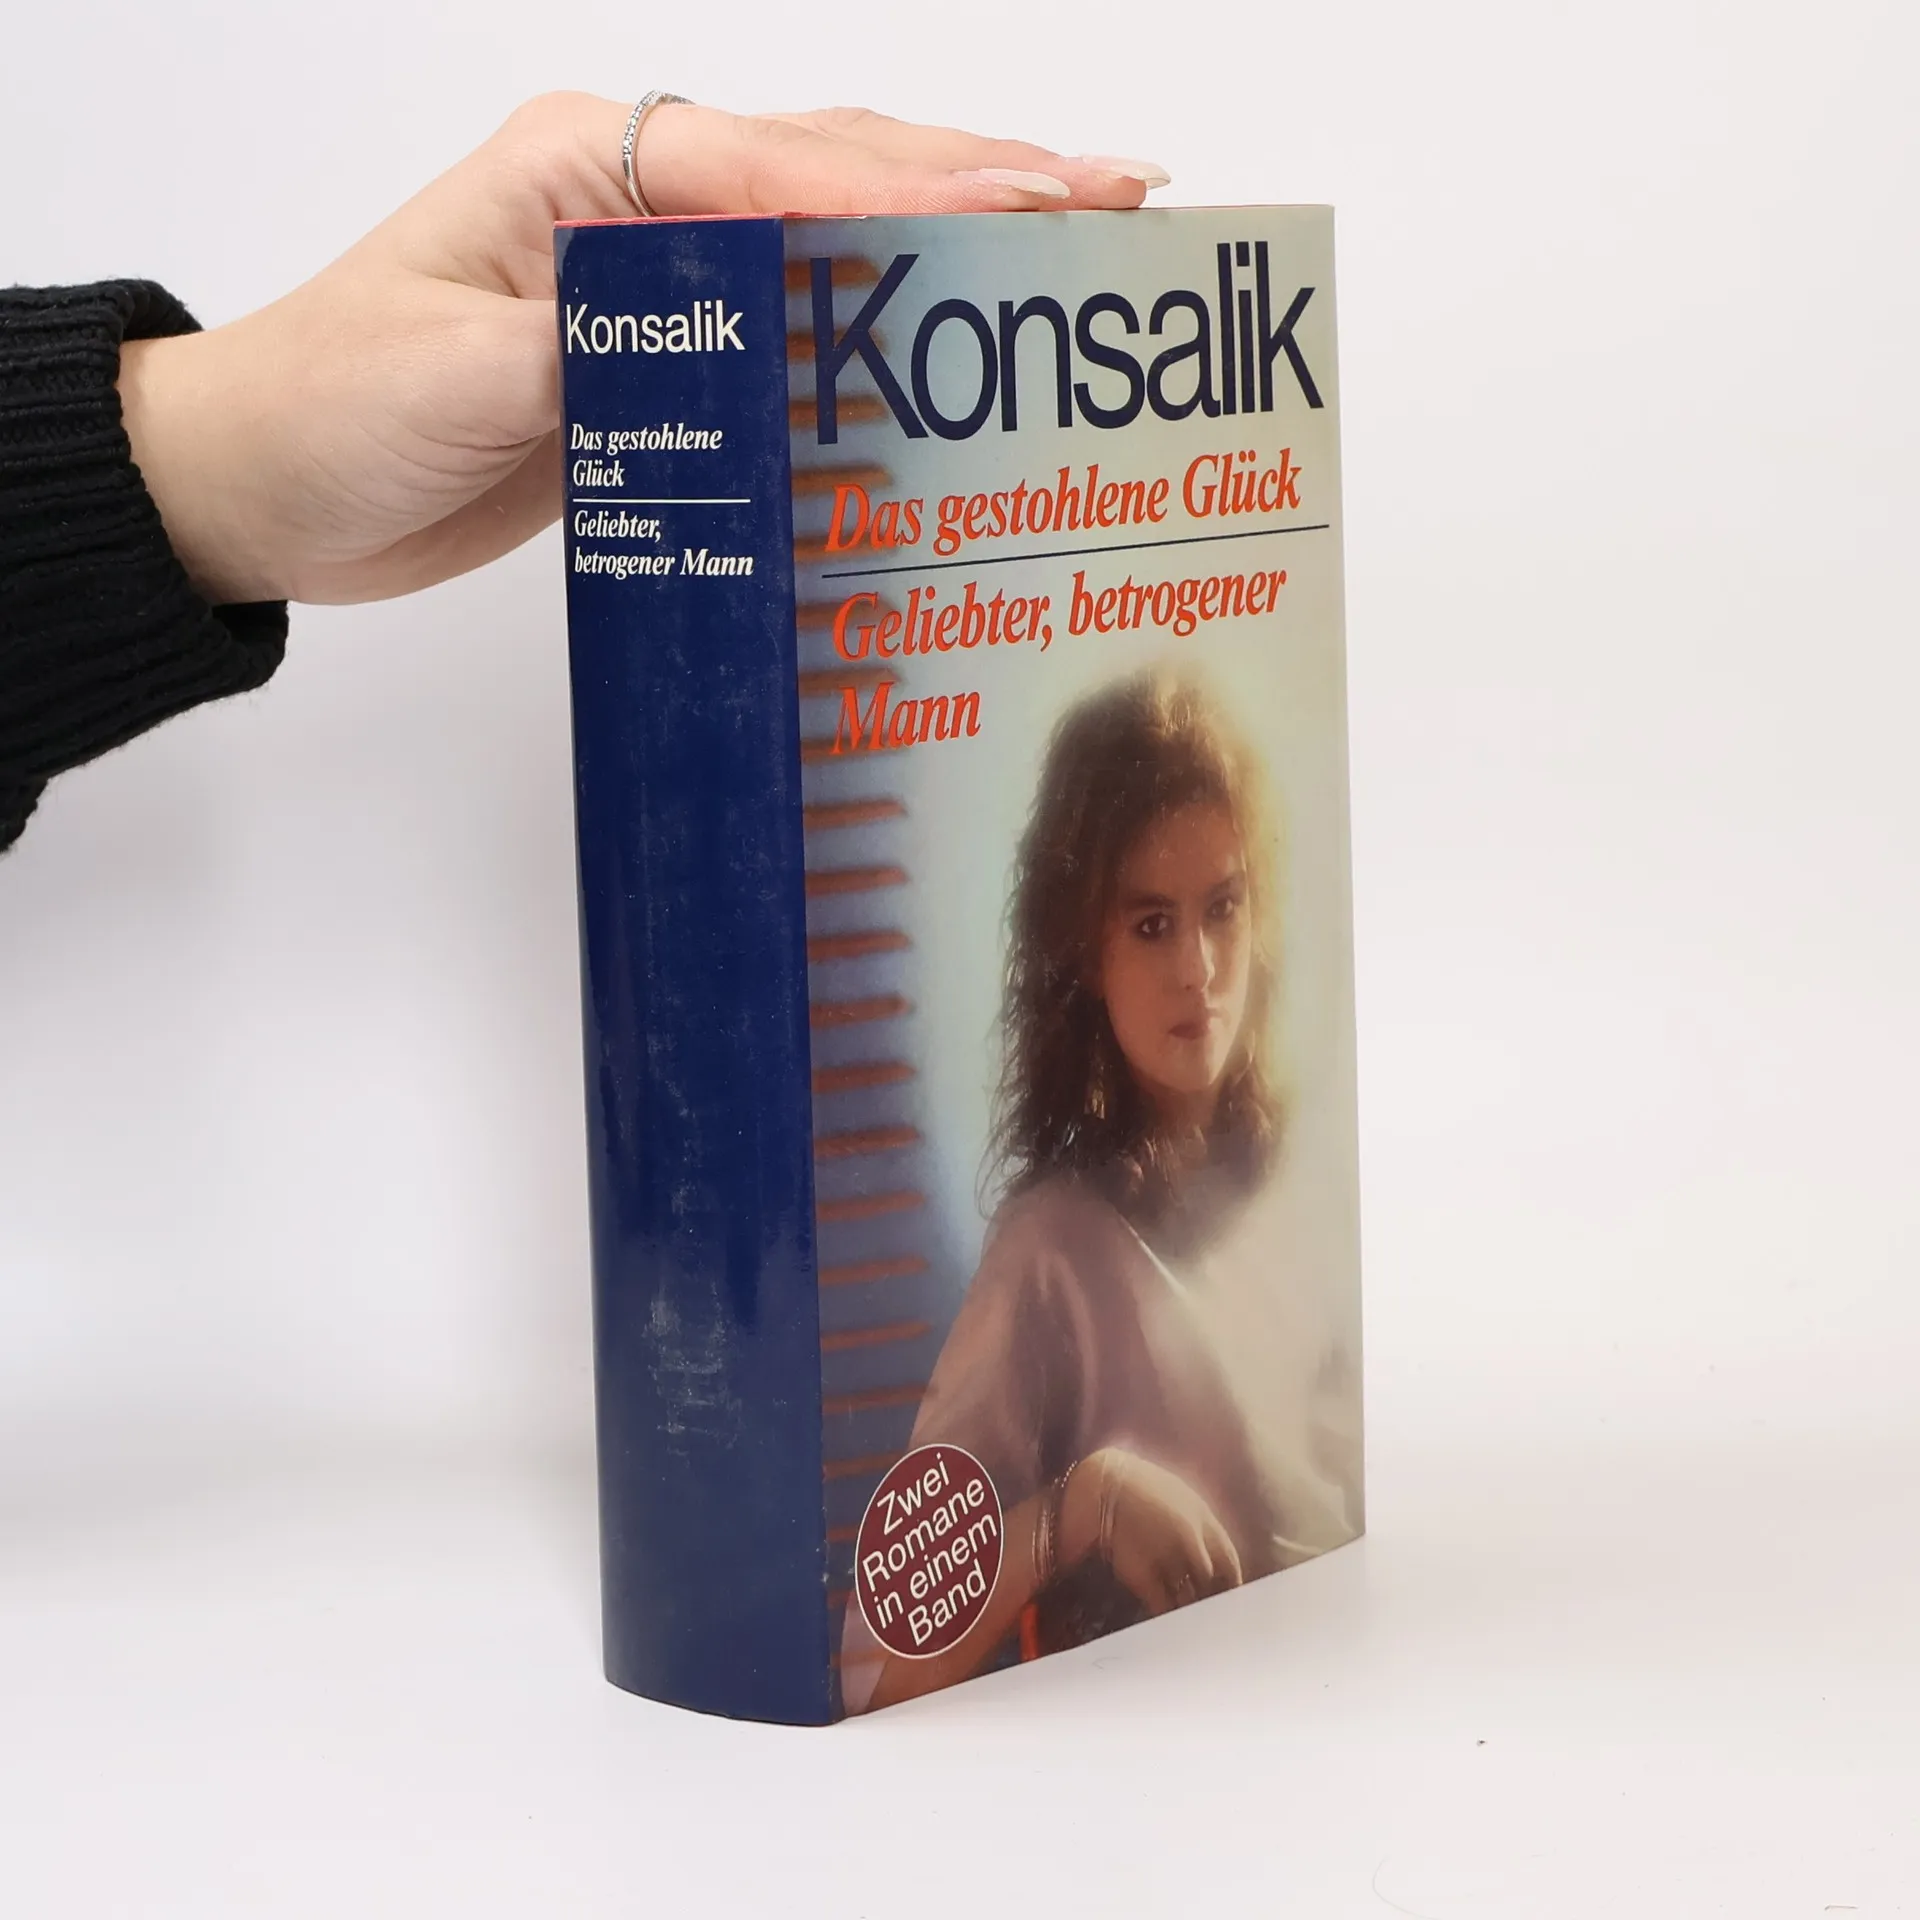 Konsalik
Das gestohlene
Glück
Geliebter,
betrogener Mann
Konsalik
Das gestohlene Glück
Geliebter, betrogener
Mann
Zwei
Romane
in einem
Band